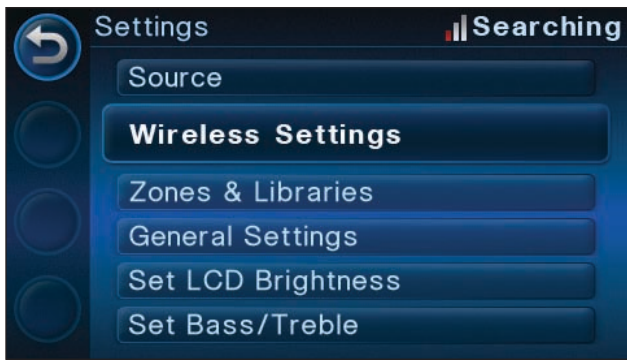 Settings
Searching
Source
Wireless Settings
Zones & Libraries
General Settings
Set LCD Brightness
Set Bass/Treble